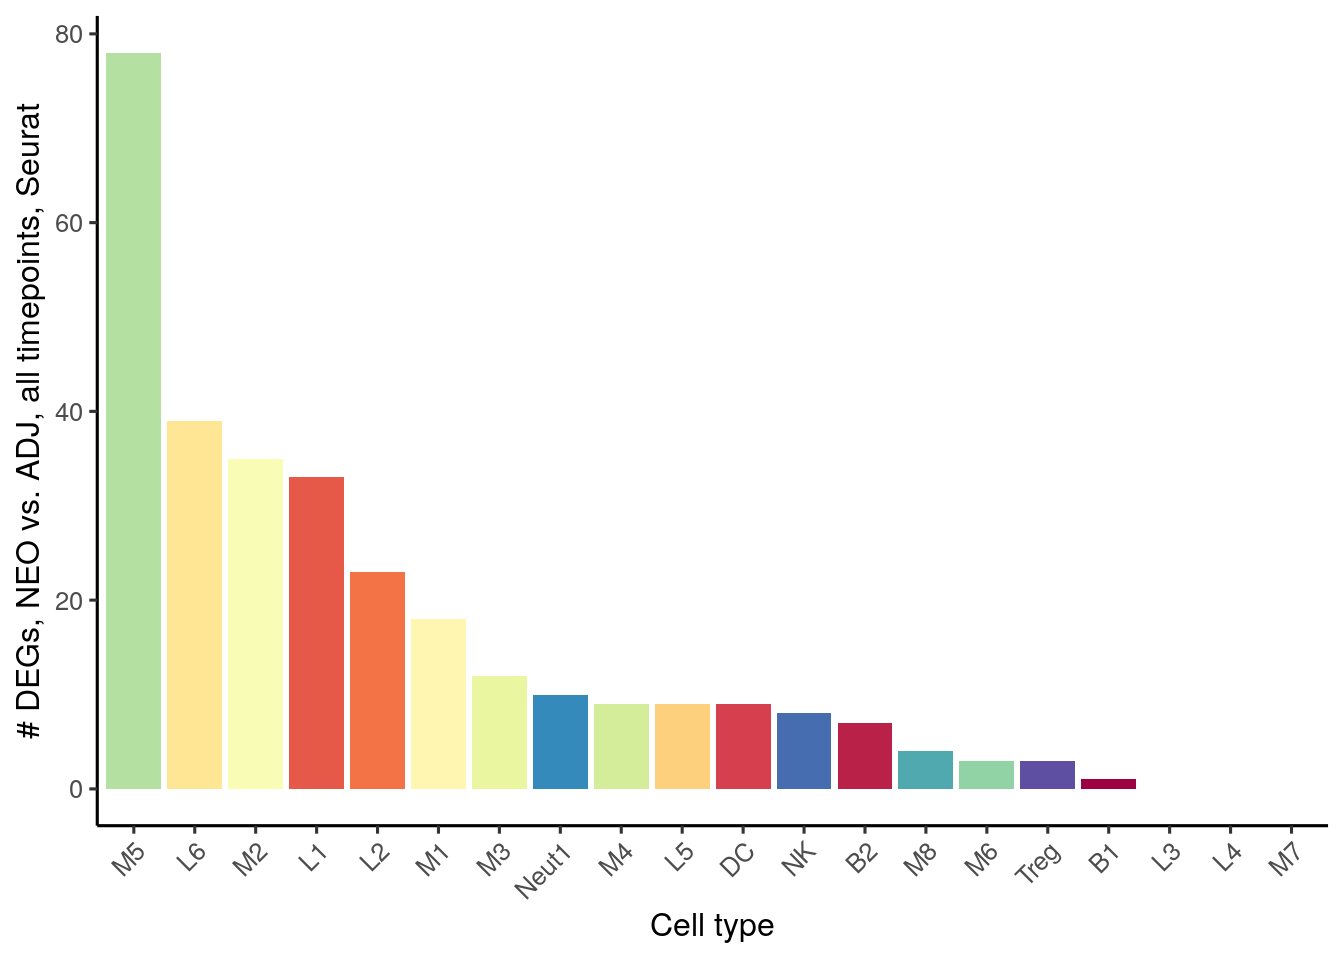 # DEGs, NEO vs. ADJ, all timepoints, Seurat
80
60
40
20
0
M5 L6 M2 L1 L2 M1 M3 Neut1 M4 L5 DC NK B2 M8 M6 Treg B1 L3 L4 M7
Cell type